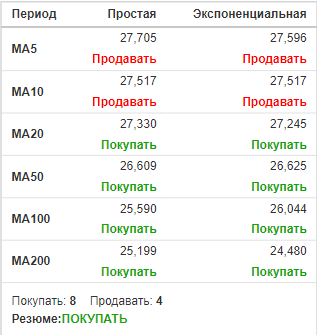 Период Простая Экспоненциальная
27,705 27,596
MA5
Продавать Продавать
27,517 27,517
MA10
Продавать Продавать
27,330 27,245
MA20
Покупать Покупать
26,609 26,625
MA50
Покупать Покупать
25,590 26,044
MA100
Покупать Покупать
25,199 24,480
MA200
Покупать Покупать
Покупать: 8 Продавать: 4
Резюме:ПОКУПАТЬ